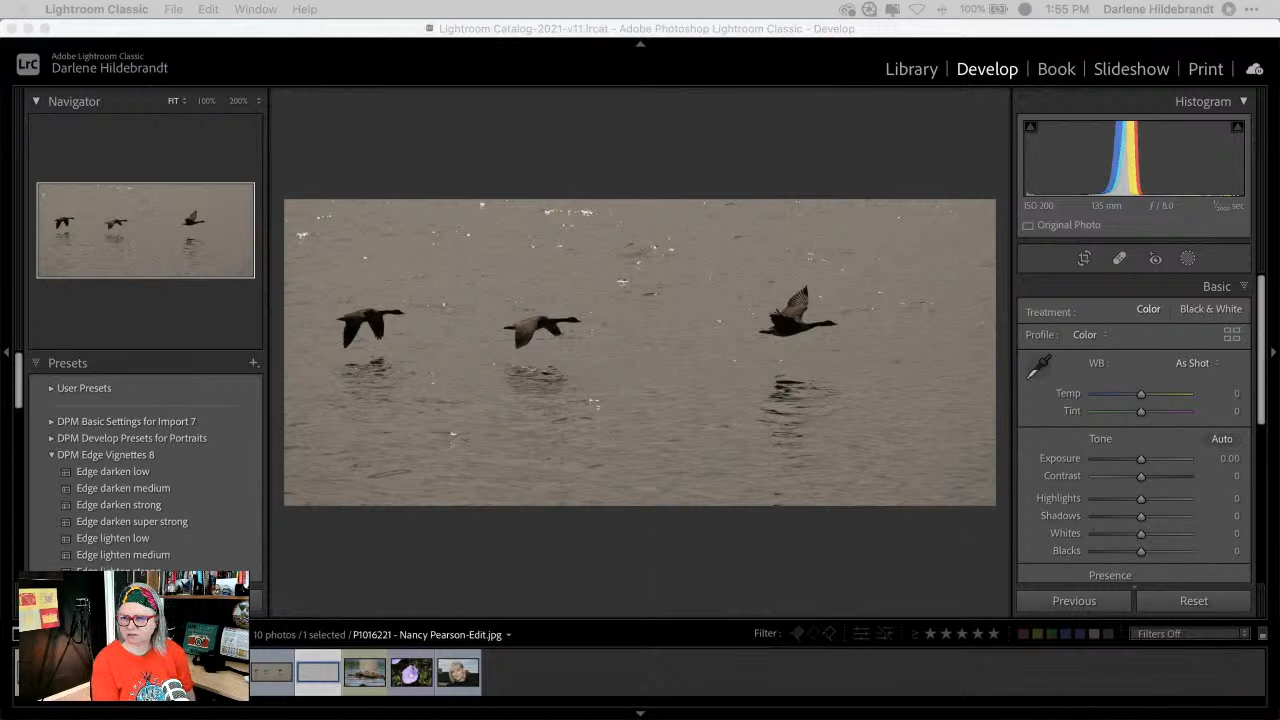 Lightroom Classic File Edit Window Help 100% 1:55 PM Darlene Hildebrandt
Lightroom Catalog-2021-v11.lrcat - Adobe Photoshop Lightroom Classic - Develop
LrC
Adobe Lightroom Classic
Darlene Hildebrandt
Library | Develop | Book | Slideshow | Print
Navigator FIT 100% 200%
Histogram
ISO 200 135 mm ƒ / 8.0 1/2000 sec
Original Photo
Basic
Treatment : Color Black & White
Profile : Color
WB : As Shot
Temp 0
Tint 0
Tone Auto
Exposure 0.00
Contrast 0
Highlights 0
Shadows 0
Whites 0
Blacks 0
Presence
Previous Reset
Presets
User Presets
DPM Basic Settings for Import 7
DPM Develop Presets for Portraits
DPM Edge Vignettes 8
Edge darken low
Edge darken medium
Edge darken strong
Edge darken super strong
Edge lighten low
Edge lighten medium
10 photos / 1 selected / P1016221 - Nancy Pearson-Edit.jpg
Filter : Filters Off